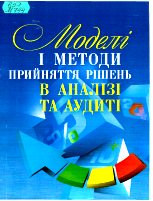 Моделі
І МЕТОДИ
ПРИЙНЯТТЯ РІШЕНЬ
В АНАЛІЗІ
ТА АУДИТІ